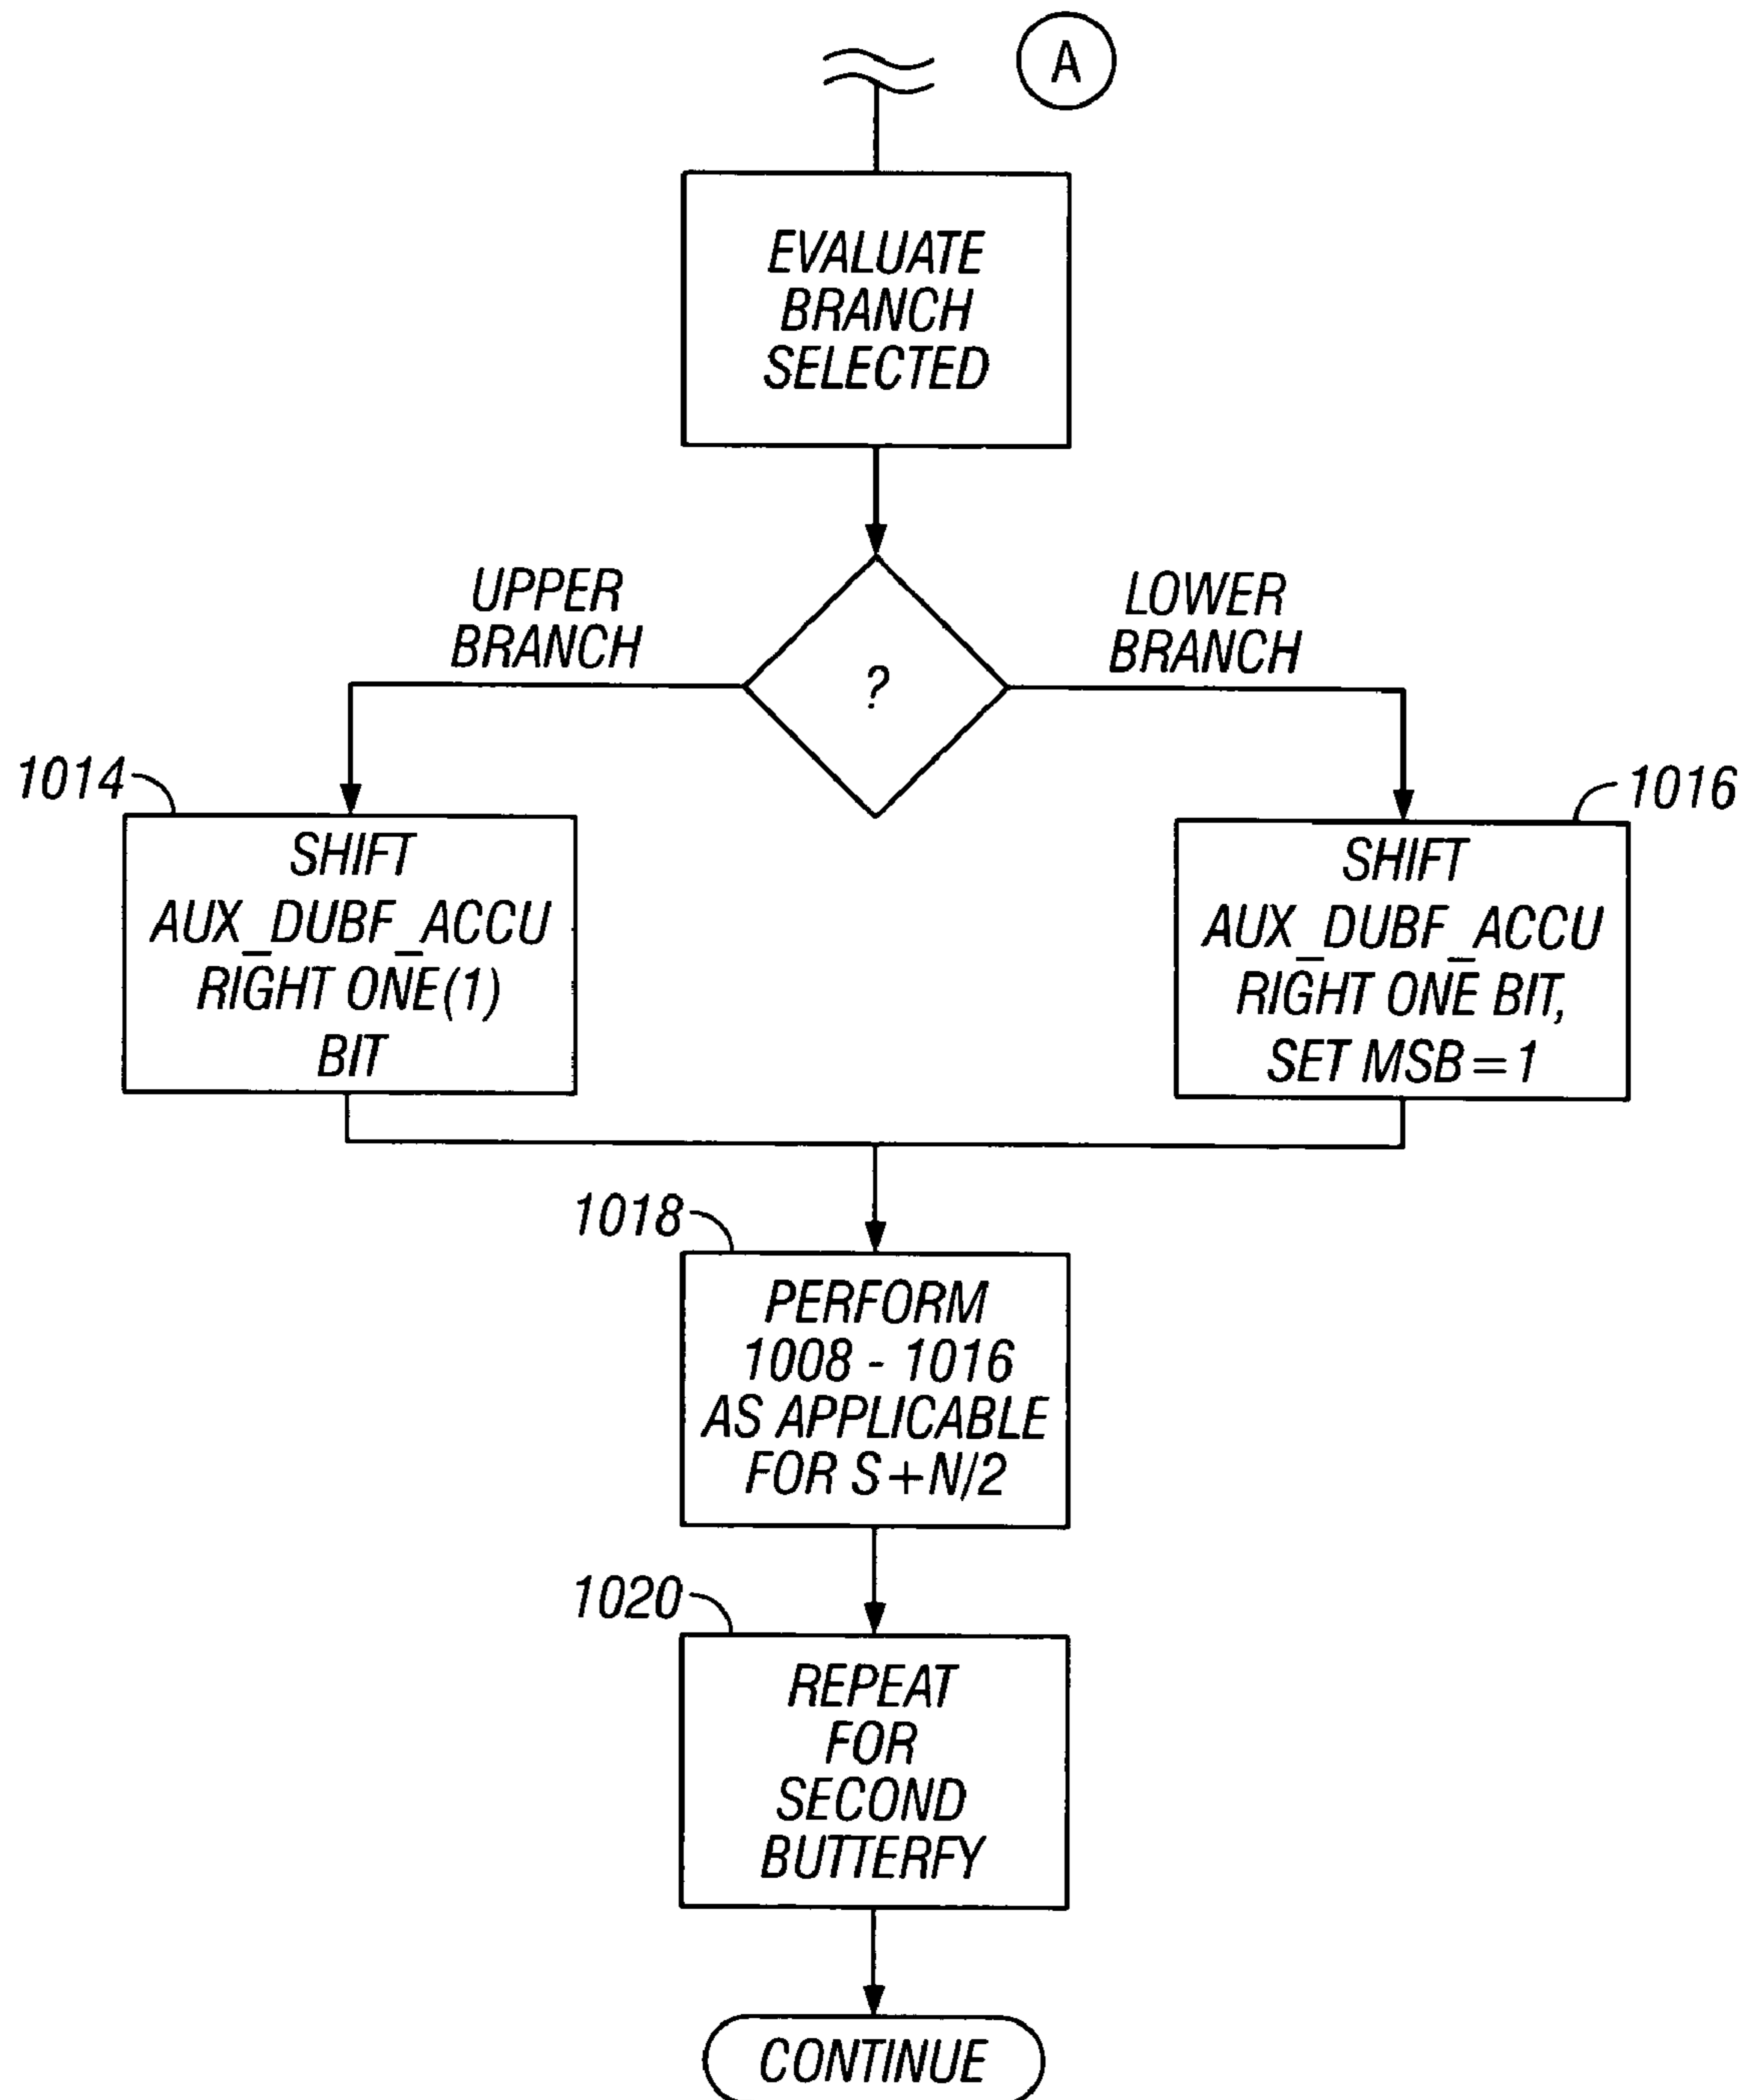 A
EVALUATE
BRANCH
SELECTED
UPPER
BRANCH
LOWER
BRANCH
?
1014
SHIFT
AUX_DUBF_ACCU
RIGHT ONE(1)
BIT
1016
SHIFT
AUX_DUBF_ACCU
RIGHT ONE BIT,
SET MSB=1
1018
PERFORM
1008 - 1016
AS APPLICABLE
FOR S+N/2
1020
REPEAT
FOR
SECOND
BUTTERFY
CONTINUE